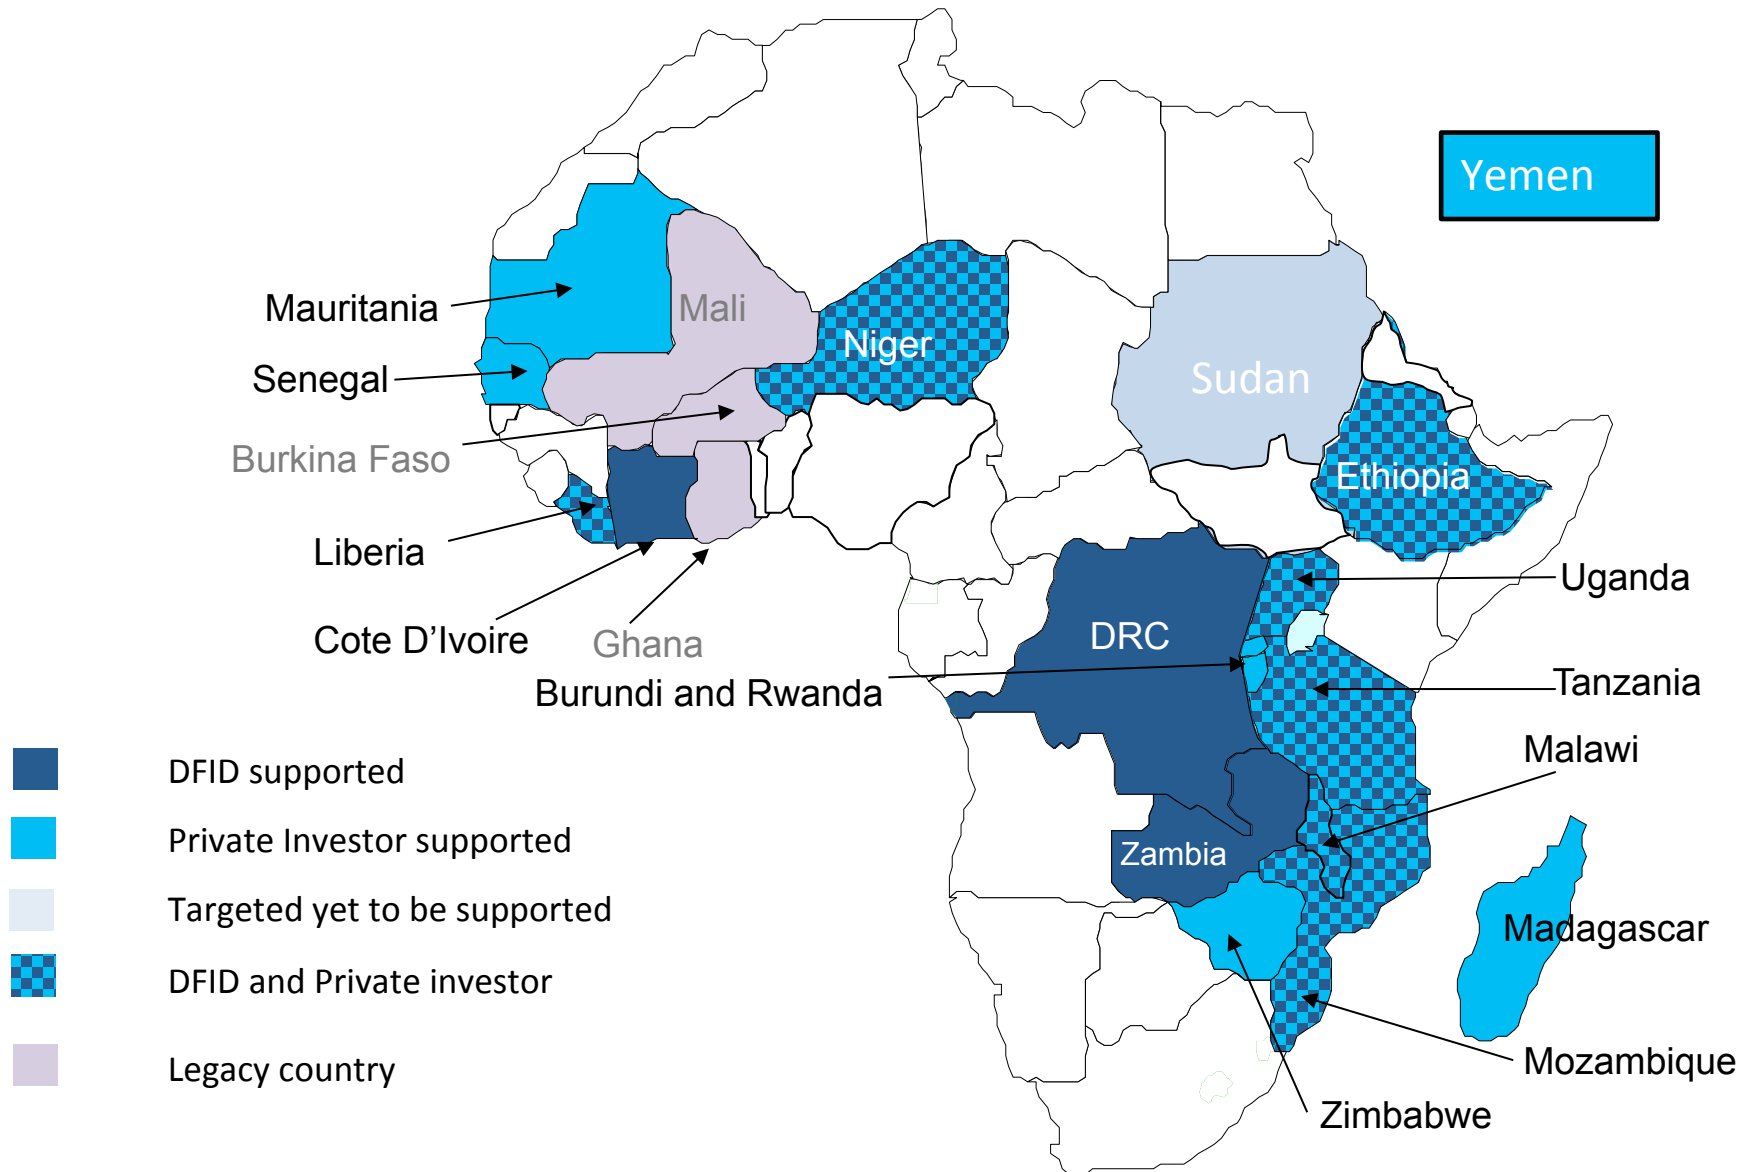 Yemen
Mauritania
Mali
Niger
Senegal
Sudan
Burkina Faso
Ethiopia
Liberia
Uganda
Cote D’Ivoire
Ghana
DRC
Burundi and Rwanda
Tanzania
Malawi
DFID supported
Private Investor supported
Zambia
Targeted yet to be supported
Madagascar
DFID and Private investor
Mozambique
Legacy country
Zimbabwe